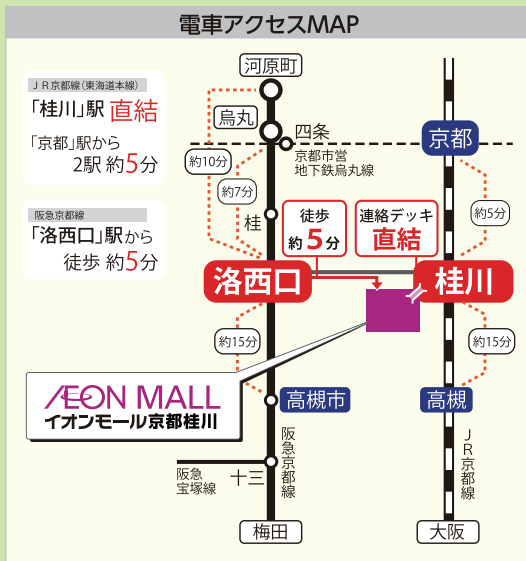 電車アクセスMAP
JR京都線(東海道本線)
「桂川」駅 直結
「京都」駅から
2駅 約5分
阪急京都線
「洛西口」駅から
徒歩 約5分
河原町
烏丸
四条
京都市営
地下鉄烏丸線
京都
約10分
約7分
約5分
桂
徒歩
約5分
連絡デッキ
直結
洛西口
桂川
約15分
約15分
ÆON MALL
イオンモール京都桂川
高槻市
高槻
阪急京都線
JR京都線
阪急
宝塚線
十三
梅田
大阪